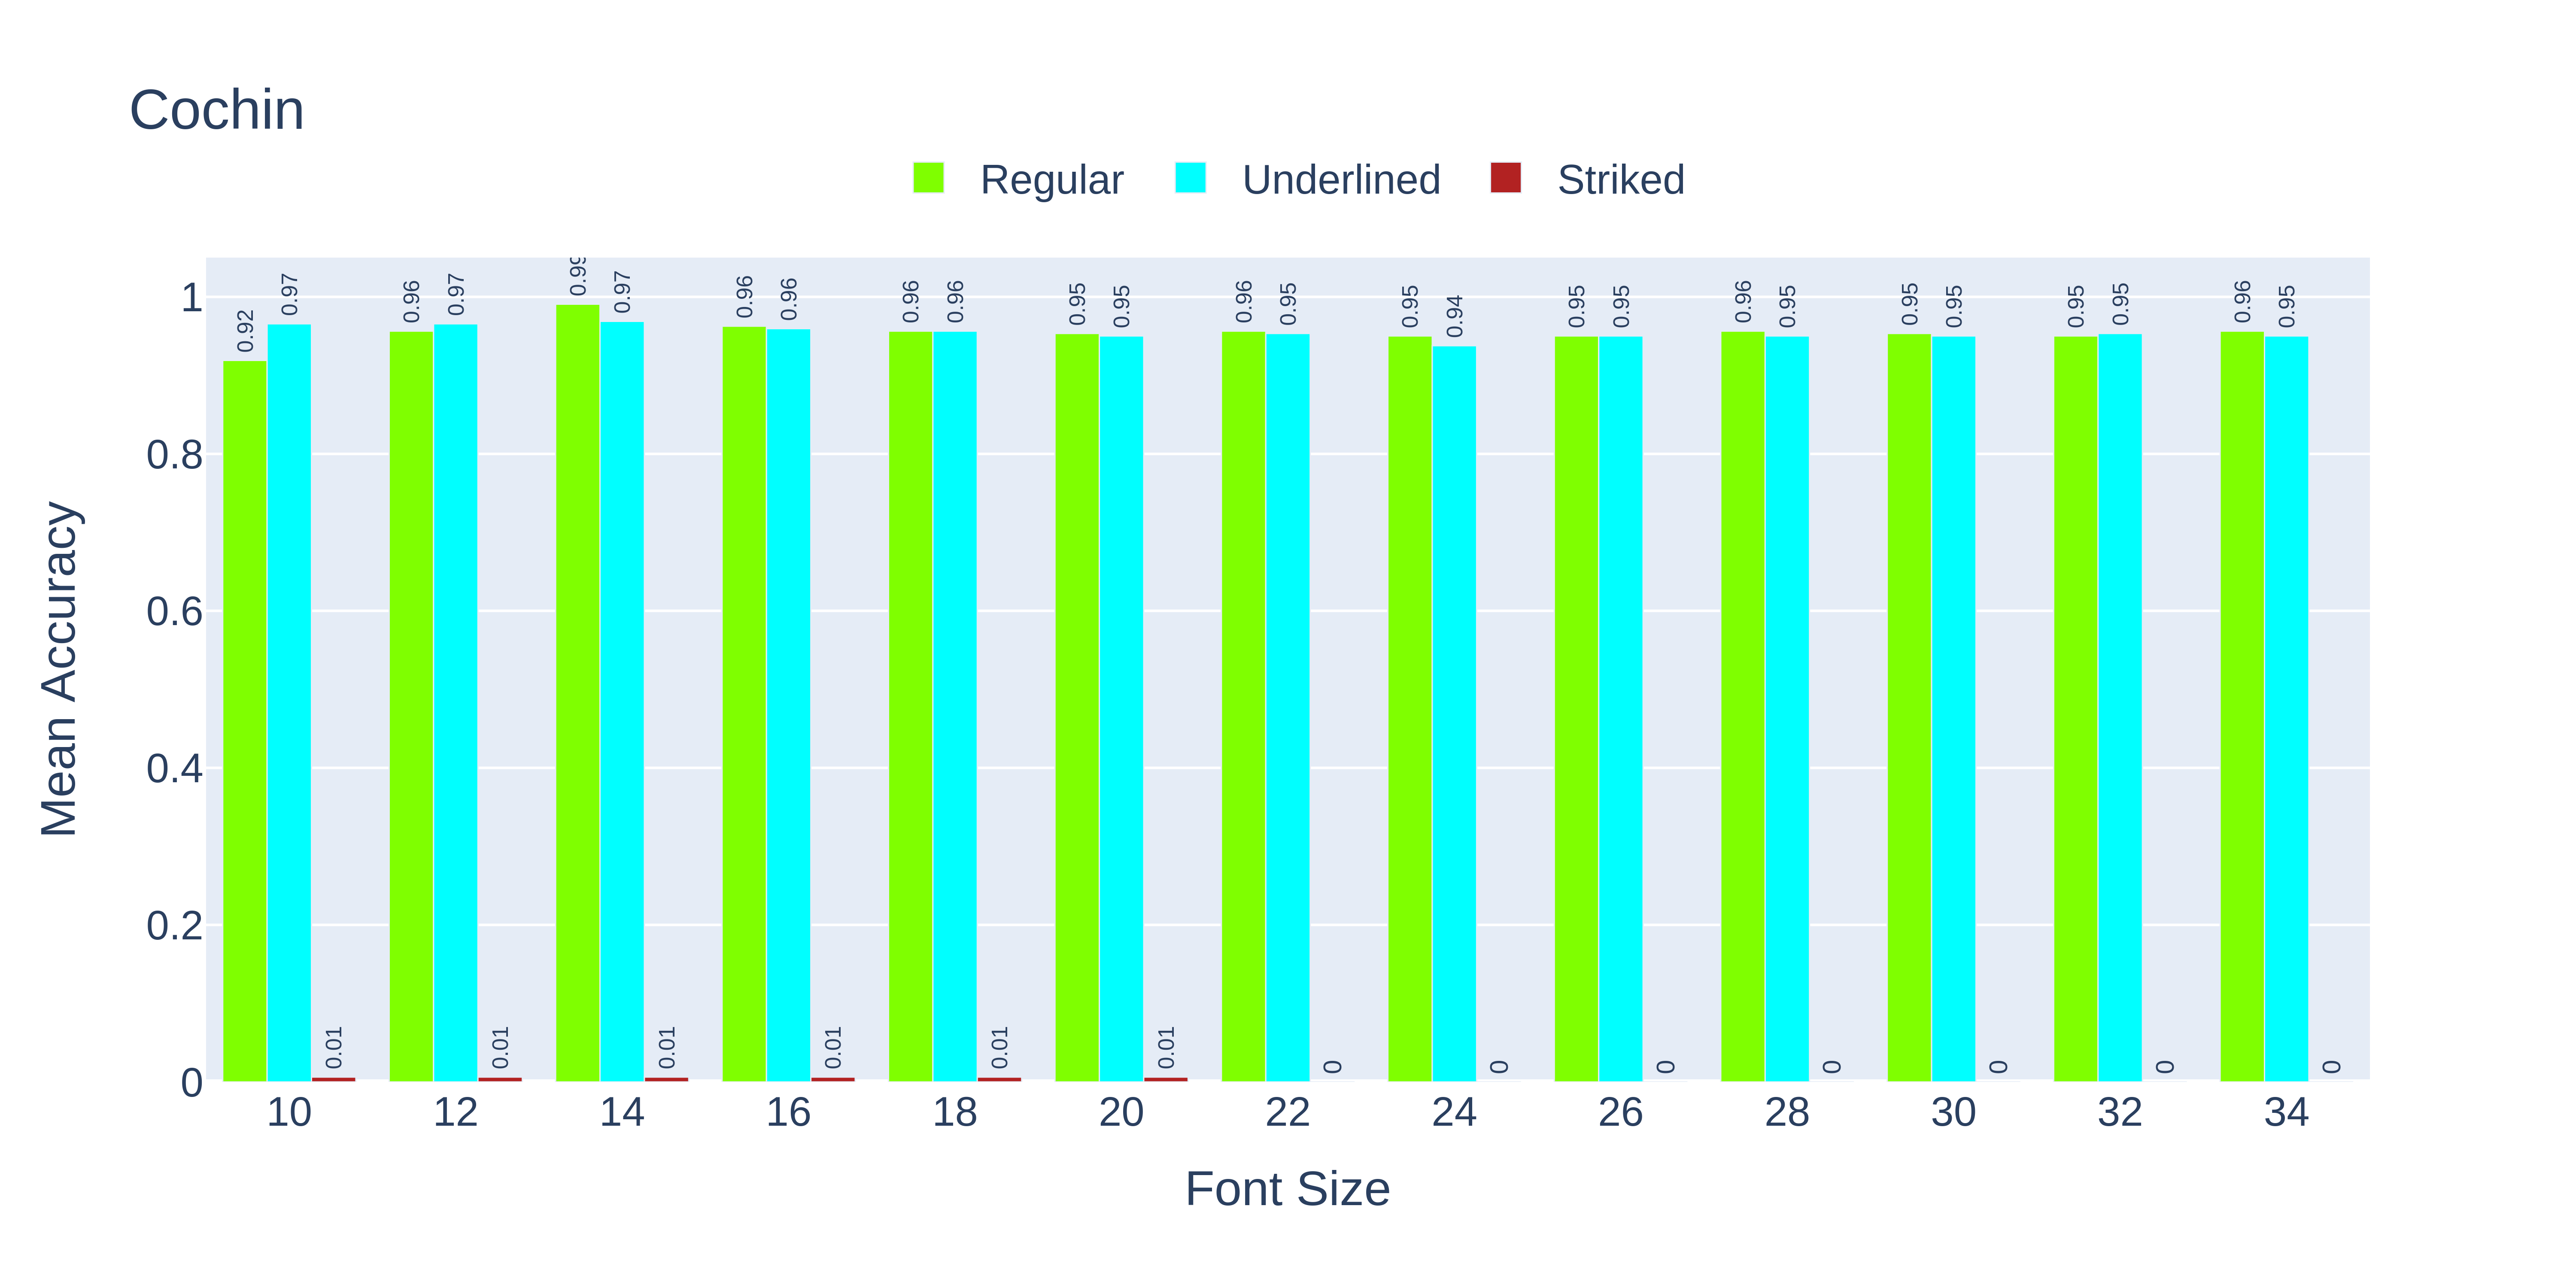 Cochin
Regular Underlined Striked
0.92 0.97 0.01 0.96 0.97 0.01 0.99 0.97 0.01 0.96 0.96 0.01 0.96 0.96 0.01 0.95 0.95 0.01 0.96 0.95 0 0.95 0.94 0 0.95 0.95 0 0.96 0.95 0 0.95 0.95 0 0.95 0.95 0 0.96 0.95 0
1
0.8
0.6
0.4
0.2
0
Mean Accuracy
10 12 14 16 18 20 22 24 26 28 30 32 34
Font Size